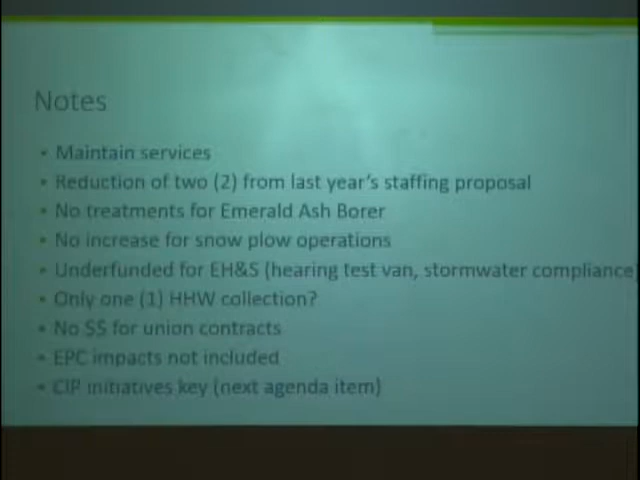 Notes
• Maintain services
• Reduction of two (2) from last year's staffing proposal
• No treatments for Emerald Ash Borer
• No increase for snow plow operations
• Underfunded for EH&S (hearing test van, stormwater compliance)
• Only one (1) HHW collection?
• No $$ for union contracts
• EPC impacts not included
• CIP initiatives key (next agenda item)